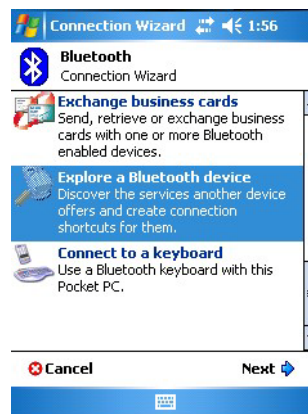 Connection Wizard 1:56
Bluetooth
Connection Wizard
Exchange business cards
Send, retrieve or exchange business
cards with one or more Bluetooth
enabled devices.
Explore a Bluetooth device
Discover the services another device
offers and create connection
shortcuts for them.
Connect to a keyboard
Use a Bluetooth keyboard with this
Pocket PC.
Cancel Next